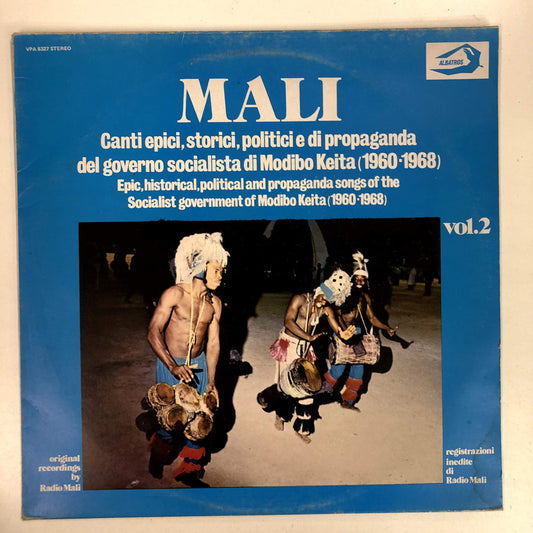 VPA 8327 STEREO
ALBATROS
MALI
Canti epici, storici, politici e di propaganda
del governo socialista di Modibo Keita (1960-1968)
Epic, historical, political and propaganda songs of the
Socialist government of Modibo Keita (1960-1968)
vol.2
original
recordings
by
Radio Mali
registrazioni
inedite
di
Radio Mali